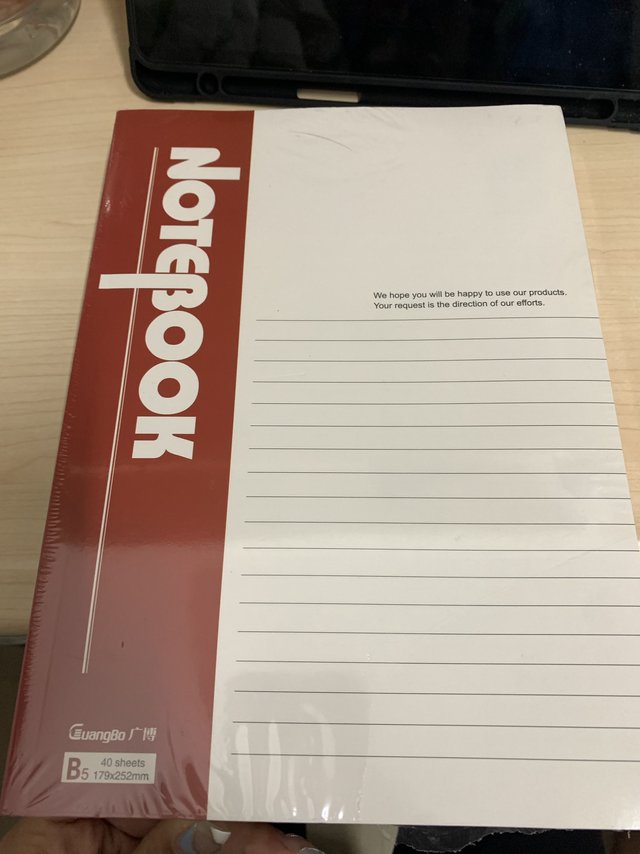 NOTEBOOK
We hope you will be happy to use our products.
Your request is the direction of our efforts.
GuangBo 广博
B5 40 sheets
179x252mm